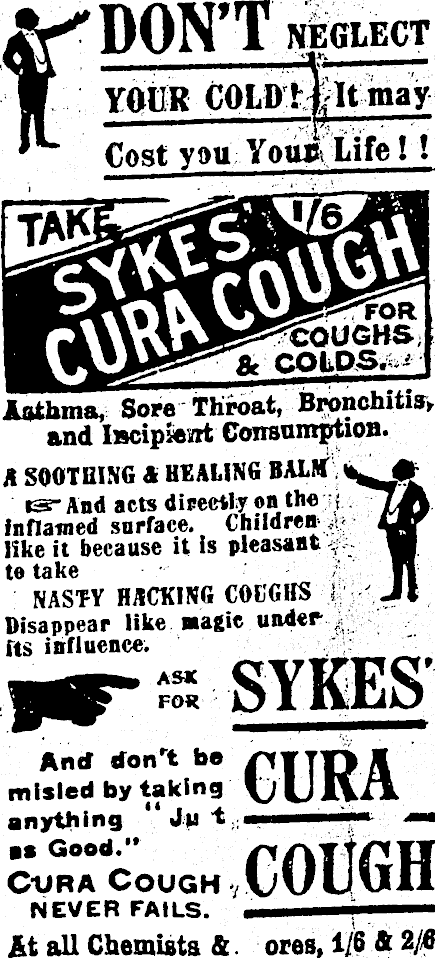 DON'T NEGLECT
YOUR COLD! It may
Cost you Your Life!!
TAKE
1/6
SYKES'
CURA COUGH
FOR
COUGHS
& COLDS.
Asthma, Sore Throat, Bronchitis,
and Incipient Consumption.
A SOOTHING & HEALING BALM
☞ And acts directly on the
inflamed surface. Children
like it because it is pleasant
to take
NASTY HACKING COUGHS
Disappear like magic under
its influence.
ASK
FOR
SYKES'
CURA
COUGH
And don't be
misled by taking
anything "Ju t
as Good."
CURA COUGH
NEVER FAILS.
At all Chemists & ores, 1/6 & 2/6